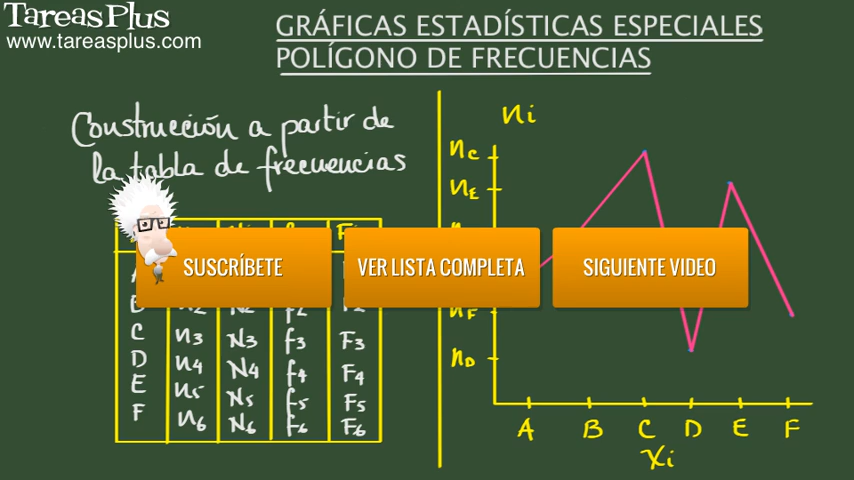 TareasPlus
www.tareasplus.com
GRÁFICAS ESTADÍSTICAS ESPECIALES
POLÍGONO DE FRECUENCIAS
Construcción a partir de
la tabla de frecuencias
SUSCRÍBETE
VER LISTA COMPLETA
SIGUIENTE VIDEO
C n3 N3 f3 F3
D n4 N4 f4 F4
E n5 N5 f5 F5
F n6 N6 f6 F6
ni
nC
nE
nF
nD
A B C D E F
Xi